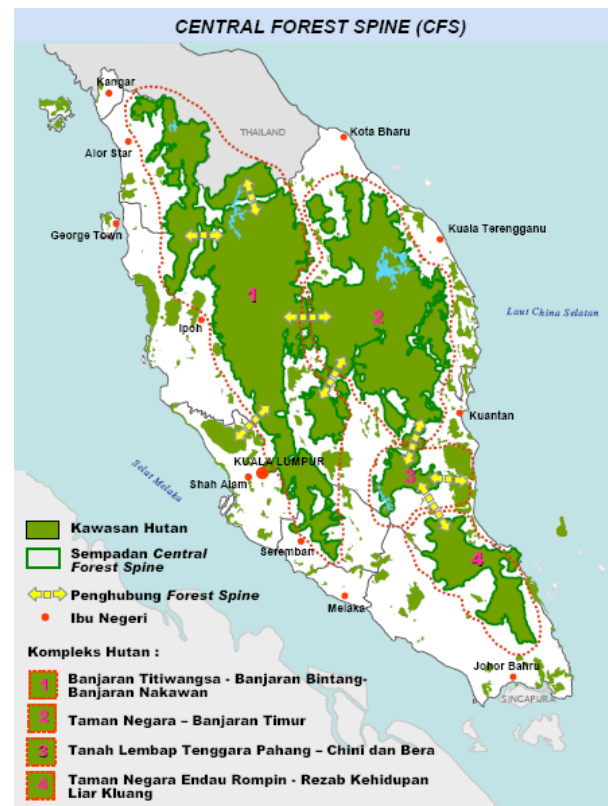 CENTRAL FOREST SPINE (CFS)
Kangar
THAILAND
Kota Bharu
Alor Star
George Town
Kuala Terengganu
1
2
Laut China Selatan
Ipoh
Kuantan
KUALA LUMPUR
3
Selat Melaka
Shah Alam
Seremban
4
Melaka
Johor Bahru
SINGAPURA
Kawasan Hutan
Sempadan Central
Forest Spine
Penghubung Forest Spine
Ibu Negeri
Kompleks Hutan :
1 Banjaran Titiwangsa - Banjaran Bintang-
Banjaran Nakawan
2 Taman Negara – Banjaran Timur
3 Tanah Lembap Tenggara Pahang – Chini dan Bera
4 Taman Negara Endau Rompin - Rezab Kehidupan
Liar Kluang